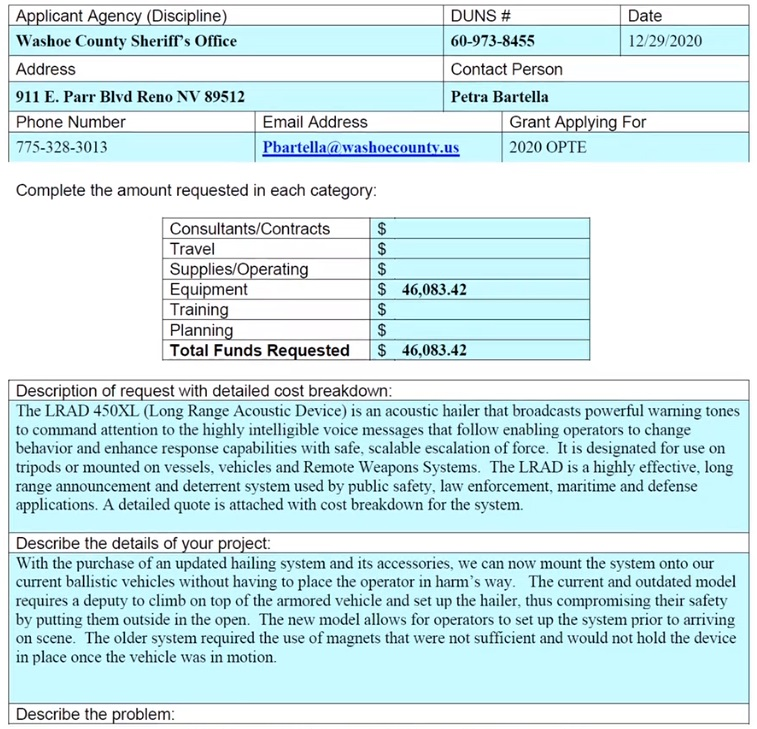 Applicant Agency (Discipline) DUNS # Date
Washoe County Sheriff's Office 60-973-8455 12/29/2020
Address Contact Person
911 E. Parr Blvd Reno NV 89512 Petra Bartella
Phone Number Email Address Grant Applying For
775-328-3013 Pbartella@washoecounty.us 2020 OPTE
Complete the amount requested in each category:
Consultants/Contracts $
Travel $
Supplies/Operating $
Equipment $ 46,083.42
Training $
Planning $
Total Funds Requested $ 46,083.42
Description of request with detailed cost breakdown:
The LRAD 450XL (Long Range Acoustic Device) is an acoustic hailer that broadcasts powerful warning tones
to command attention to the highly intelligible voice messages that follow enabling operators to change
behavior and enhance response capabilities with safe, scalable escalation of force. It is designated for use on
tripods or mounted on vessels, vehicles and Remote Weapons Systems. The LRAD is a highly effective, long
range announcement and deterrent system used by public safety, law enforcement, maritime and defense
applications. A detailed quote is attached with cost breakdown for the system.
Describe the details of your project:
With the purchase of an updated hailing system and its accessories, we can now mount the system onto our
current ballistic vehicles without having to place the operator in harm's way. The current and outdated model
requires a deputy to climb on top of the armored vehicle and set up the hailer, thus compromising their safety
by putting them outside in the open. The new model allows for operators to set up the system prior to arriving
on scene. The older system required the use of magnets that were not sufficient and would not hold the device
in place once the vehicle was in motion.
Describe the problem: